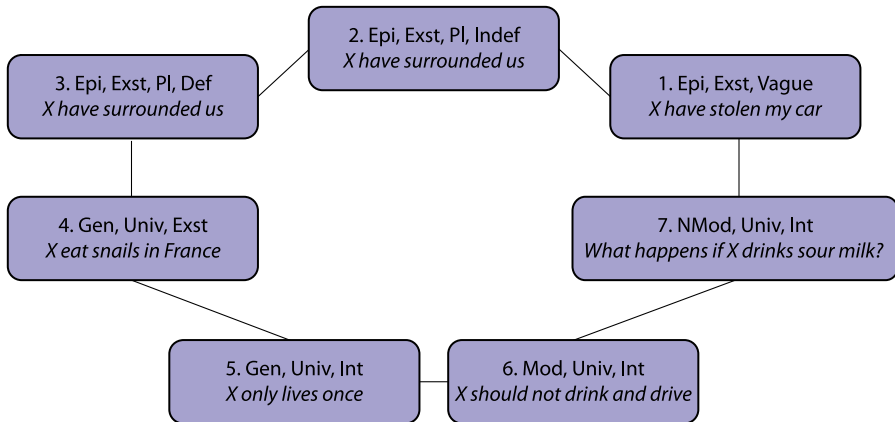 2. Epi, Exst, Pl, Indef
X have surrounded us
3. Epi, Exst, Pl, Def
X have surrounded us
1. Epi, Exst, Vague
X have stolen my car
4. Gen, Univ, Exst
X eat snails in France
7. NMod, Univ, Int
What happens if X drinks sour milk?
5. Gen, Univ, Int
X only lives once
6. Mod, Univ, Int
X should not drink and drive